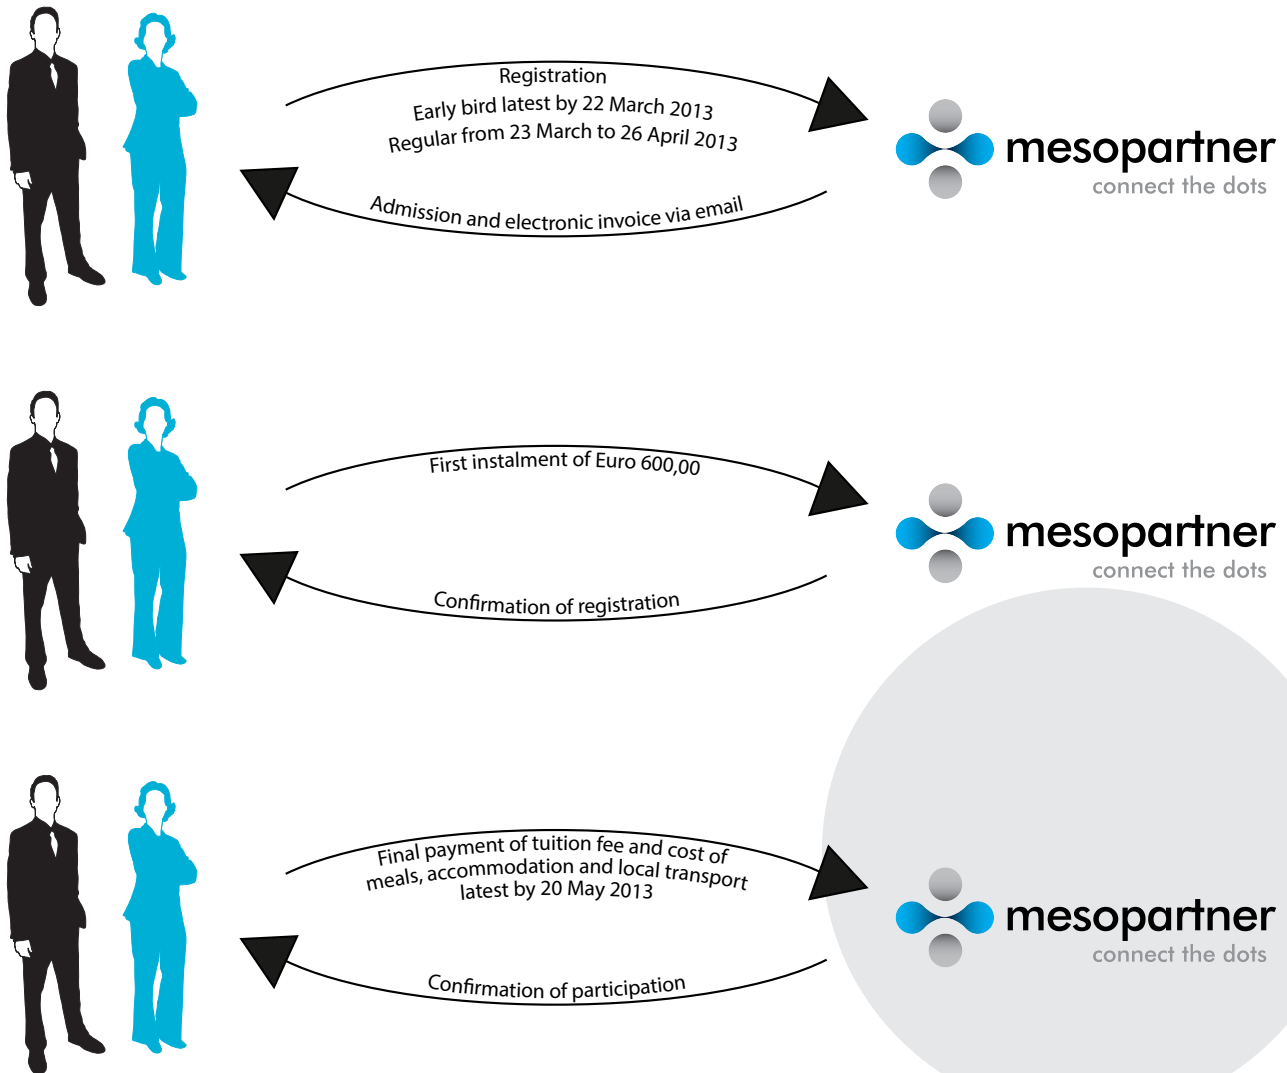 Registration
Early bird latest by 22 March 2013
Regular from 23 March to 26 April 2013
mesopartner
connect the dots
Admission and electronic invoice via email
First instalment of Euro 600,00
mesopartner
connect the dots
Confirmation of registration
Final payment of tuition fee and cost of
meals, accommodation and local transport
latest by 20 May 2013
mesopartner
connect the dots
Confirmation of participation